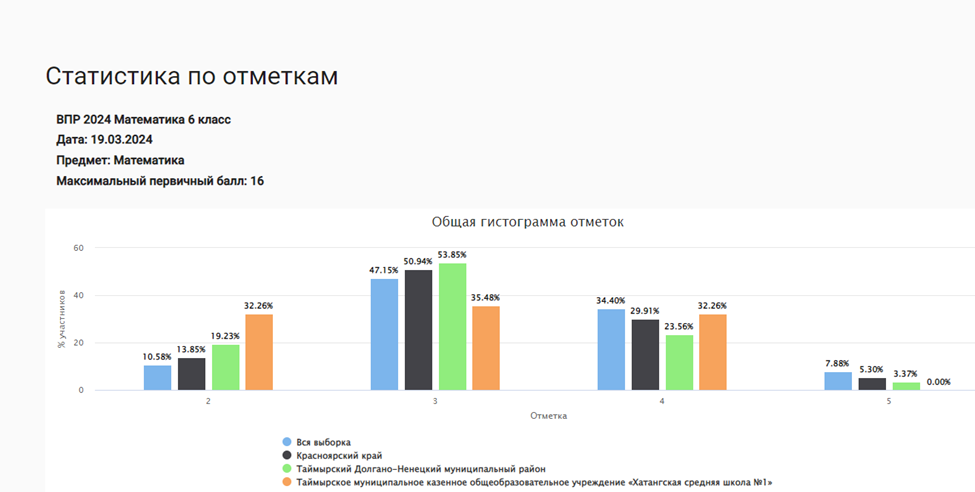 Статистика по отметкам
ВПР 2024 Математика 6 класс
Дата: 19.03.2024
Предмет: Математика
Максимальный первичный балл: 16
Общая гистограмма отметок
% участников
60
40
20
0
10.58% 13.85% 19.23% 32.26%
47.15% 50.94% 53.85% 35.48%
34.40% 29.91% 23.56% 32.26%
7.88% 5.30% 3.37% 0.00%
2 3 4 5
Отметка
Вся выборка
Красноярский край
Таймырский Долгано-Ненецкий муниципальный район
Таймырское муниципальное казенное общеобразовательное учреждение «Хатангская средняя школа №1»